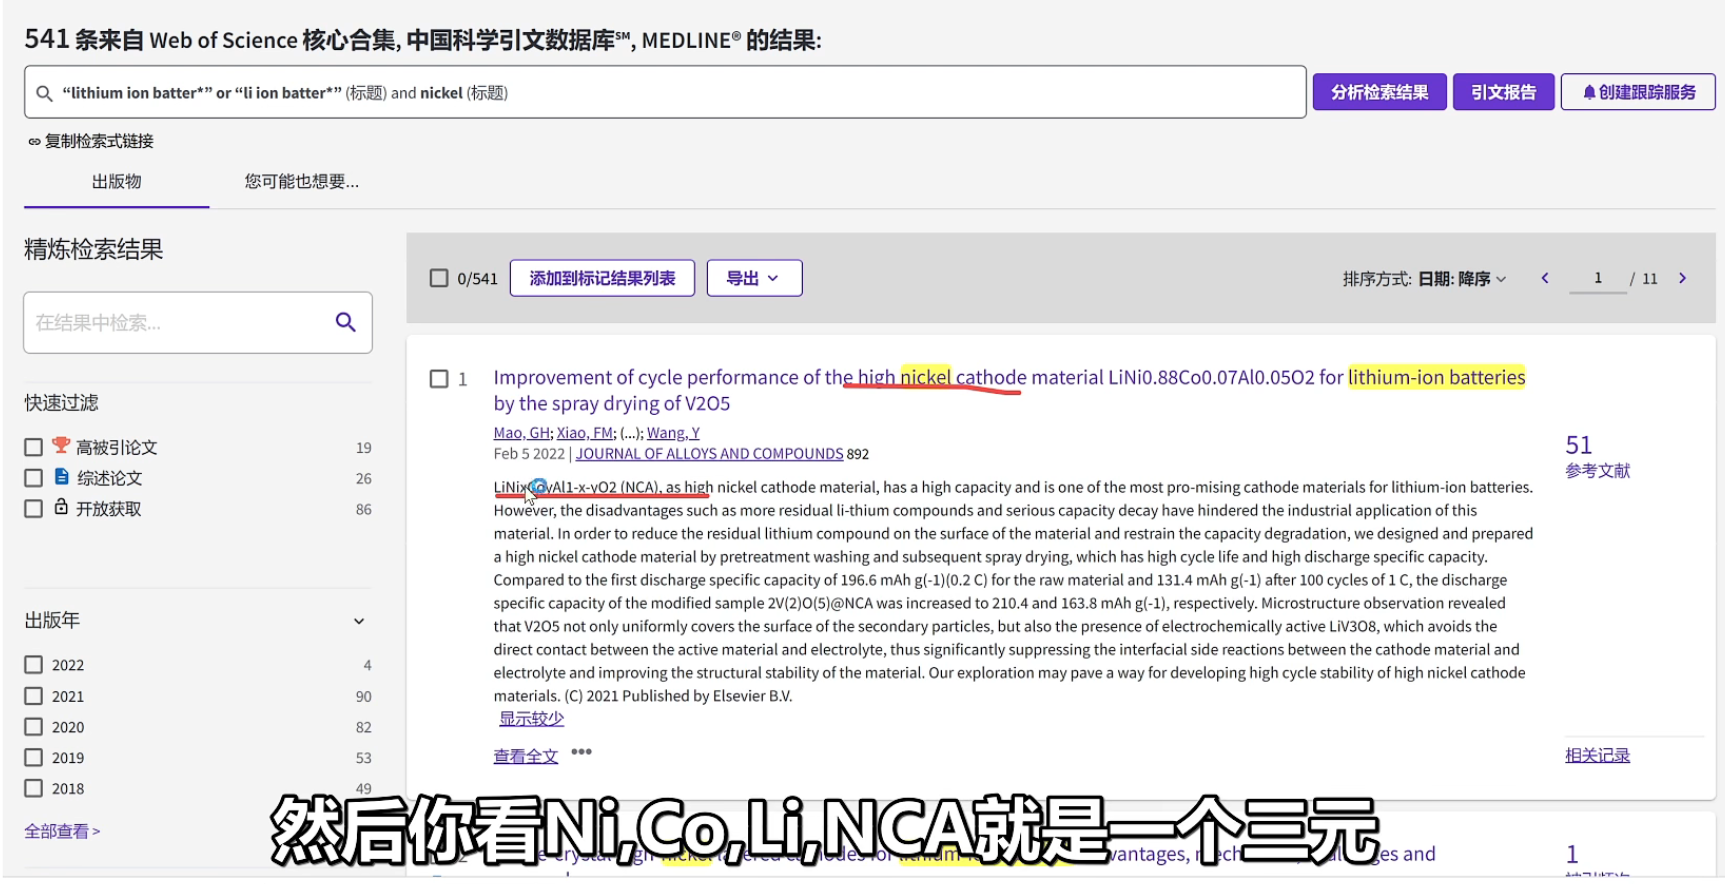 541 条来自 Web of Science 核心合集, 中国科学引文数据库℠, MEDLINE® 的结果:
“lithium ion batter*” or “li ion batter*” (标题) and nickel (标题)
分析检索结果
引文报告
创建跟踪服务
复制检索式链接
出版物
您可能也想要...
精炼检索结果
在结果中检索...
快速过滤
高被引论文 19
综述论文 26
开放获取 86
出版年
2022 4
2021 90
2020 82
2019 53
2018 49
全部查看 >
0/541
添加到标记结果列表
导出
排序方式: 日期: 降序
1 / 11
1
Improvement of cycle performance of the high nickel cathode material LiNi0.88Co0.07Al0.05O2 for lithium-ion batteries
by the spray drying of V2O5
Mao, GH; Xiao, FM; (...); Wang, Y
Feb 5 2022 | JOURNAL OF ALLOYS AND COMPOUNDS 892
LiNixCoyAl1-x-yO2 (NCA), as high nickel cathode material, has a high capacity and is one of the most pro-mising cathode materials for lithium-ion batteries.
However, the disadvantages such as more residual li-thium compounds and serious capacity decay have hindered the industrial application of this
material. In order to reduce the residual lithium compound on the surface of the material and restrain the capacity degradation, we designed and prepared
a high nickel cathode material by pretreatment washing and subsequent spray drying, which has high cycle life and high discharge specific capacity.
Compared to the first discharge specific capacity of 196.6 mAh g(-1)(0.2 C) for the raw material and 131.4 mAh g(-1) after 100 cycles of 1 C, the discharge
specific capacity of the modified sample 2V(2)O(5)@NCA was increased to 210.4 and 163.8 mAh g(-1), respectively. Microstructure observation revealed
that V2O5 not only uniformly covers the surface of the secondary particles, but also the presence of electrochemically active LiV3O8, which avoids the
direct contact between the active material and electrolyte, thus significantly suppressing the interfacial side reactions between the cathode material and
electrolyte and improving the structural stability of the material. Our exploration may pave a way for developing high cycle stability of high nickel cathode
materials. (C) 2021 Published by Elsevier B.V.
显示较少
查看全文
51
参考文献
相关记录
然后你看Ni,Co,Li,NCA就是一个三元
1